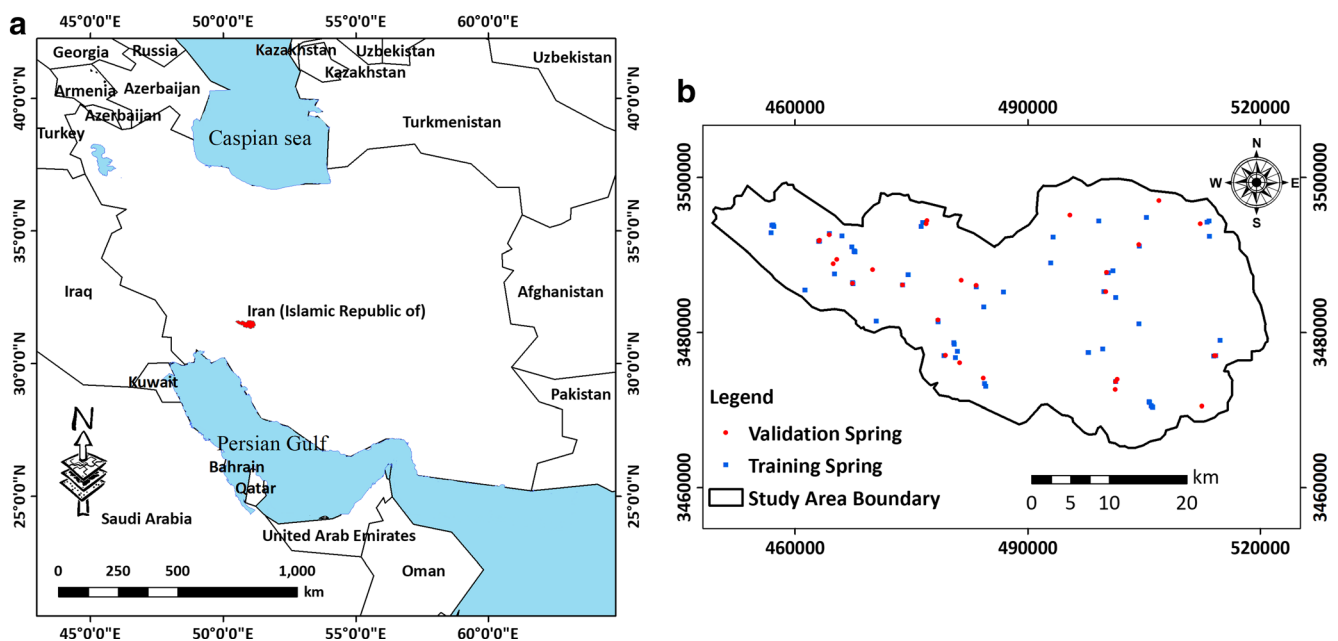 a
45°0'0"E 50°0'0"E 55°0'0"E 60°0'0"E
Georgia
Russia
Kazakhstan
Uzbekistan
Uzbekistan
Kazakhstan
Armenia
Azerbaijan
Azerbaijan
Turkey
Caspian sea
Turkmenistan
40°0'0"N
40°0'0"N
35°0'0"N
35°0'0"N
Iraq
Iran (Islamic Republic of)
Afghanistan
30°0'0"N
30°0'0"N
Kuwait
Pakistan
N
Persian Gulf
Bahrain
Qatar
25°0'0"N
25°0'0"N
Saudi Arabia
United Arab Emirates
Oman
0 250 500 1,000
km
45°0'0"E 50°0'0"E 55°0'0"E 60°0'0"E
b
460000 490000 520000
3500000
3500000
N
W E
S
3480000
3480000
Legend
Validation Spring
Training Spring
Study Area Boundary
km
0 5 10 20
3460000
3460000
460000 490000 520000